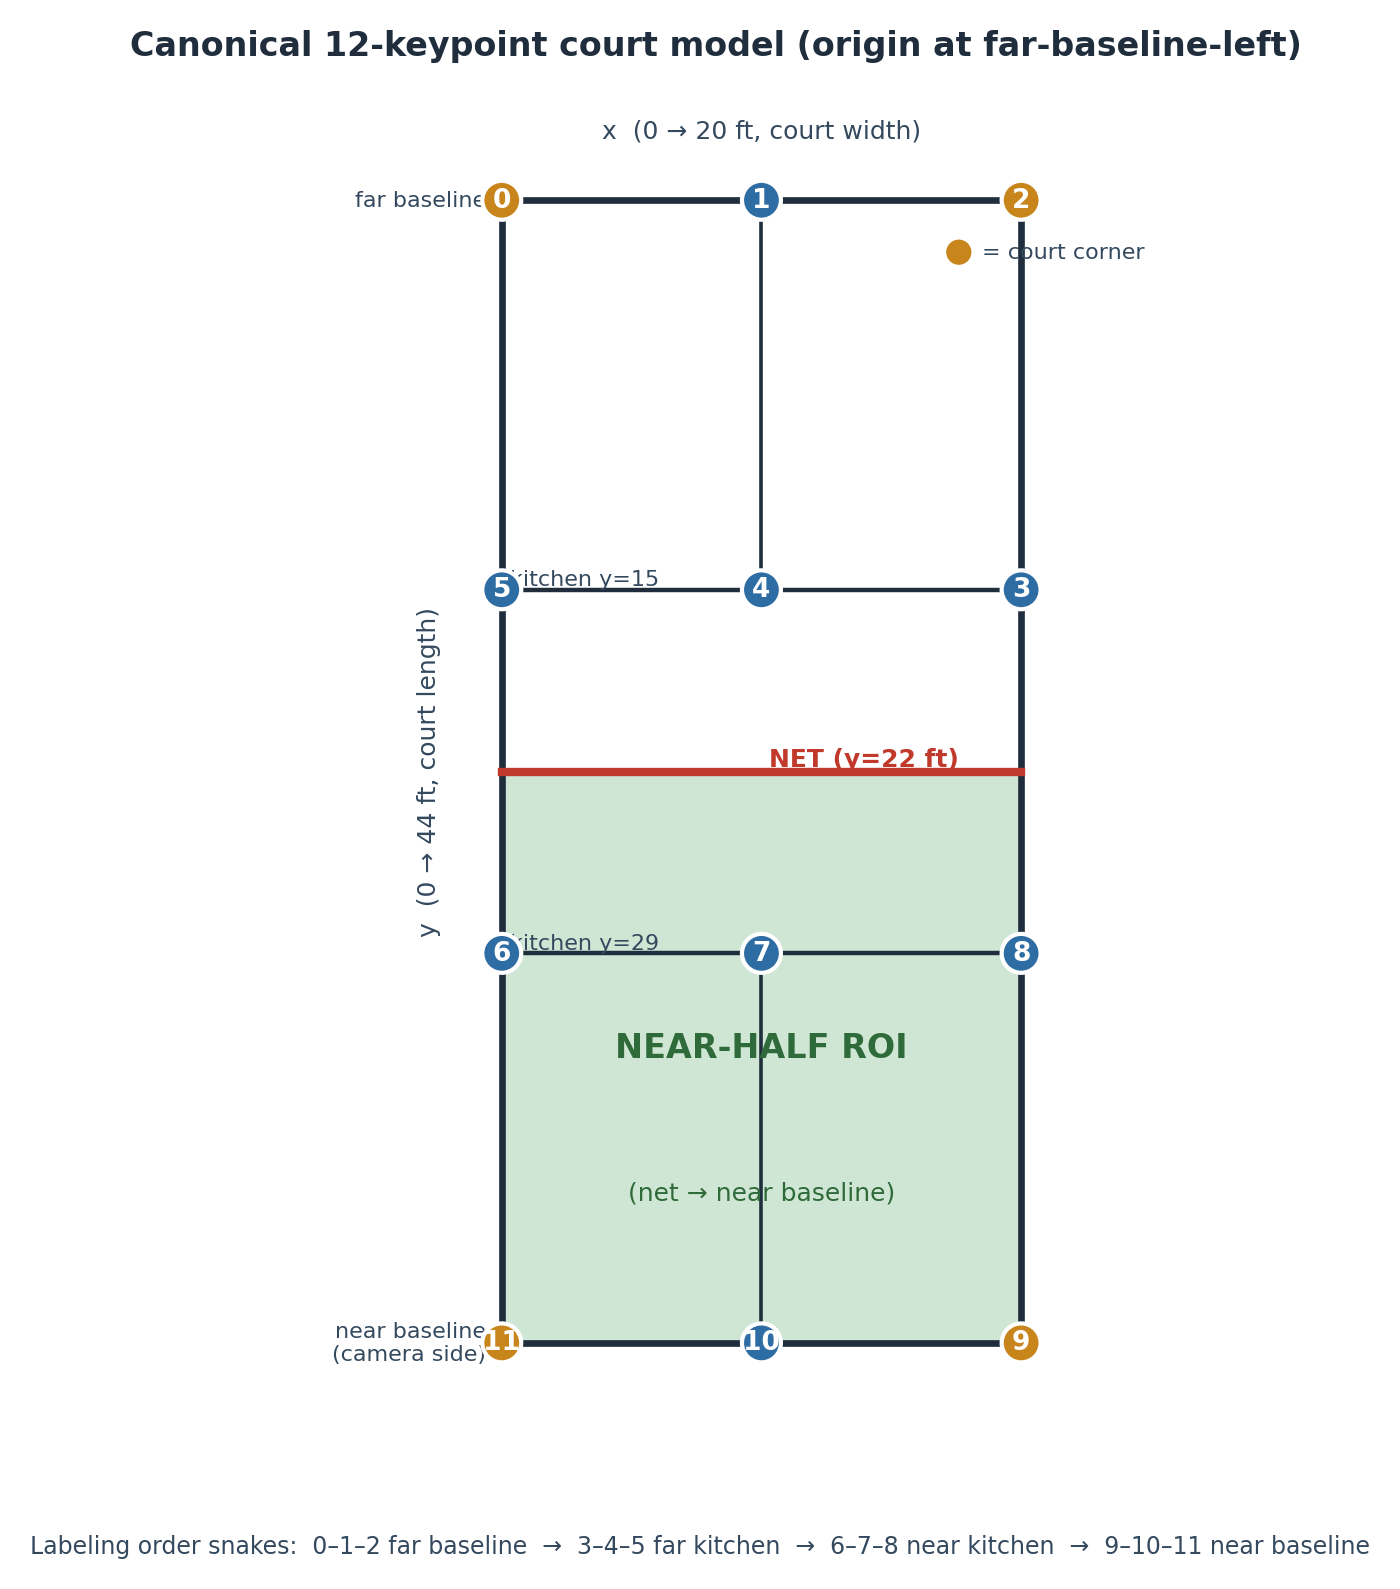 Canonical 12-keypoint court model (origin at far-baseline-left)
x (0 → 20 ft, court width)
far baseline
0
1
2
= court corner
kitchen y=15
5
4
3
y (0 → 44 ft, court length)
NET (y=22 ft)
kitchen y=29
6
7
8
NEAR-HALF ROI
(net → near baseline)
near baseline
(camera side)
11
10
9
Labeling order snakes: 0–1–2 far baseline → 3–4–5 far kitchen → 6–7–8 near kitchen → 9–10–11 near baseline